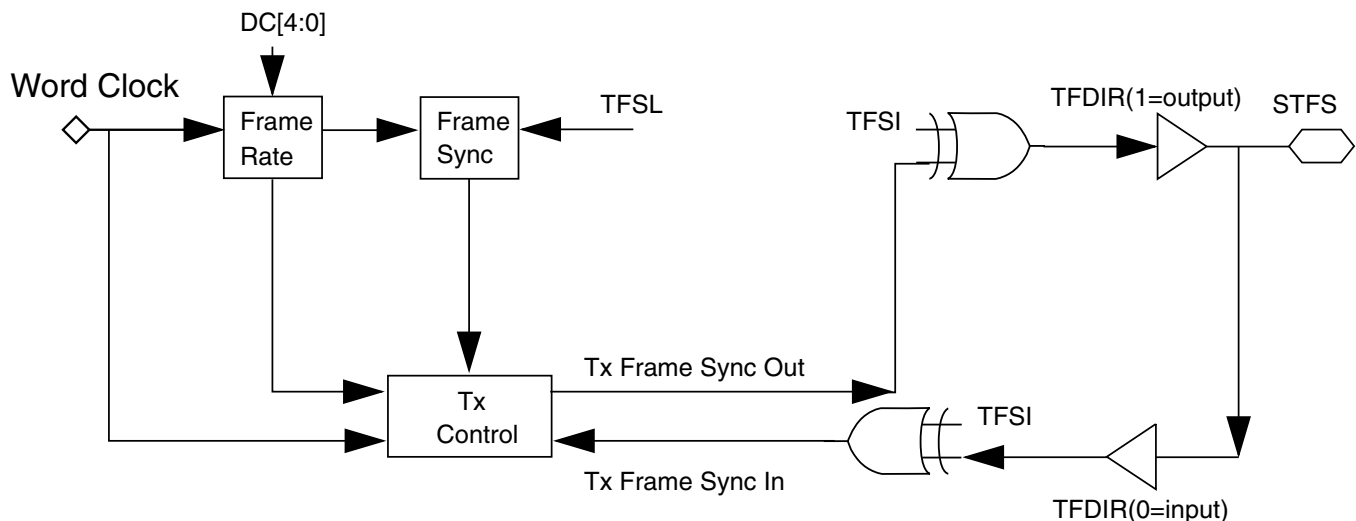 DC[4:0]
Word Clock
Frame
Rate
Frame
Sync
TFSL
TFSI
TFDIR(1=output)
STFS
Tx Frame Sync Out
Tx
Control
TFSI
Tx Frame Sync In
TFDIR(0=input)